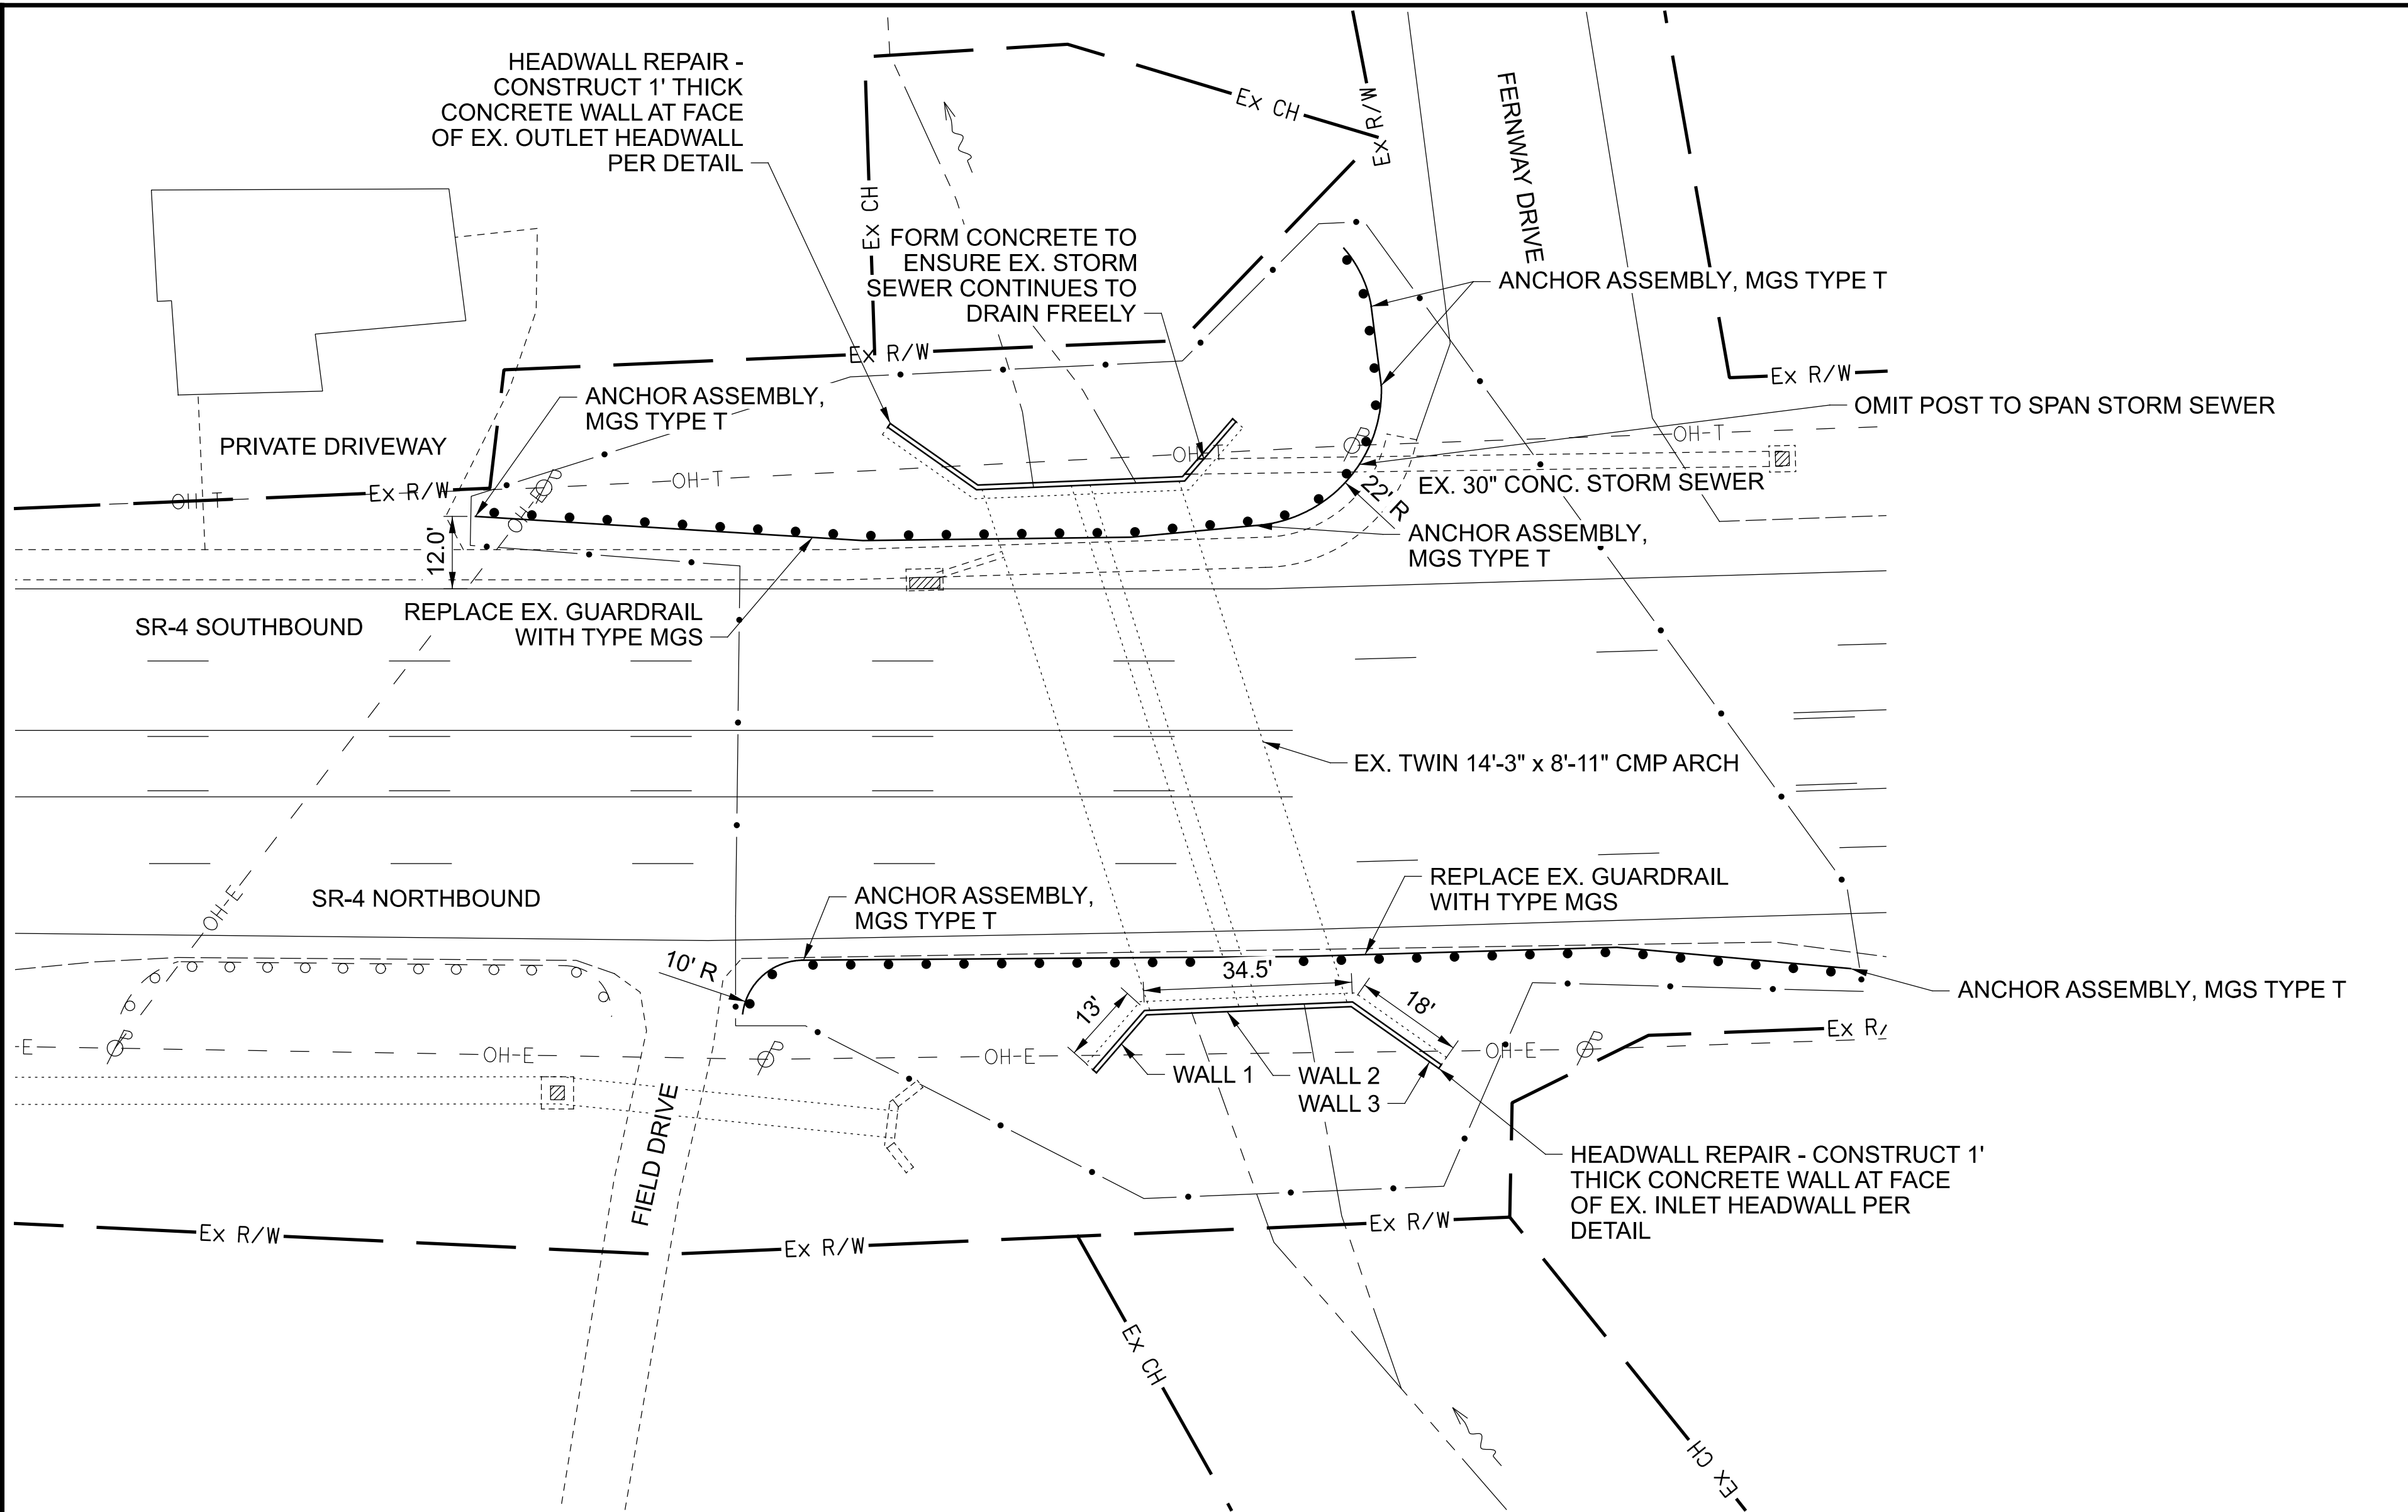 HEADWALL REPAIR -
CONSTRUCT 1' THICK
CONCRETE WALL AT FACE
OF EX. OUTLET HEADWALL
PER DETAIL
Ex CH
Ex R/W
FERNWAY DRIVE
Ex CH
FORM CONCRETE TO
ENSURE EX. STORM
SEWER CONTINUES TO
DRAIN FREELY
ANCHOR ASSEMBLY, MGS TYPE T
Ex R/W
Ex R/W
ANCHOR ASSEMBLY,
MGS TYPE T
OMIT POST TO SPAN STORM SEWER
PRIVATE DRIVEWAY
OH-T
OH-T
OH-T
OH-T
Ex R/W
OH-E
EX. 30" CONC. STORM SEWER
22' R
ANCHOR ASSEMBLY,
MGS TYPE T
12.0'
REPLACE EX. GUARDRAIL
WITH TYPE MGS
SR-4 SOUTHBOUND
EX. TWIN 14'-3" x 8'-11" CMP ARCH
SR-4 NORTHBOUND
OH-E
ANCHOR ASSEMBLY,
MGS TYPE T
REPLACE EX. GUARDRAIL
WITH TYPE MGS
10' R
34.5'
13'
18'
ANCHOR ASSEMBLY, MGS TYPE T
Ex R/
-E
OH-E
OH-E
OH-E
WALL 1
WALL 2
WALL 3
FIELD DRIVE
HEADWALL REPAIR - CONSTRUCT 1'
THICK CONCRETE WALL AT FACE
OF EX. INLET HEADWALL PER
DETAIL
Ex R/W
Ex R/W
Ex R/W
Ex CH
Ex CH